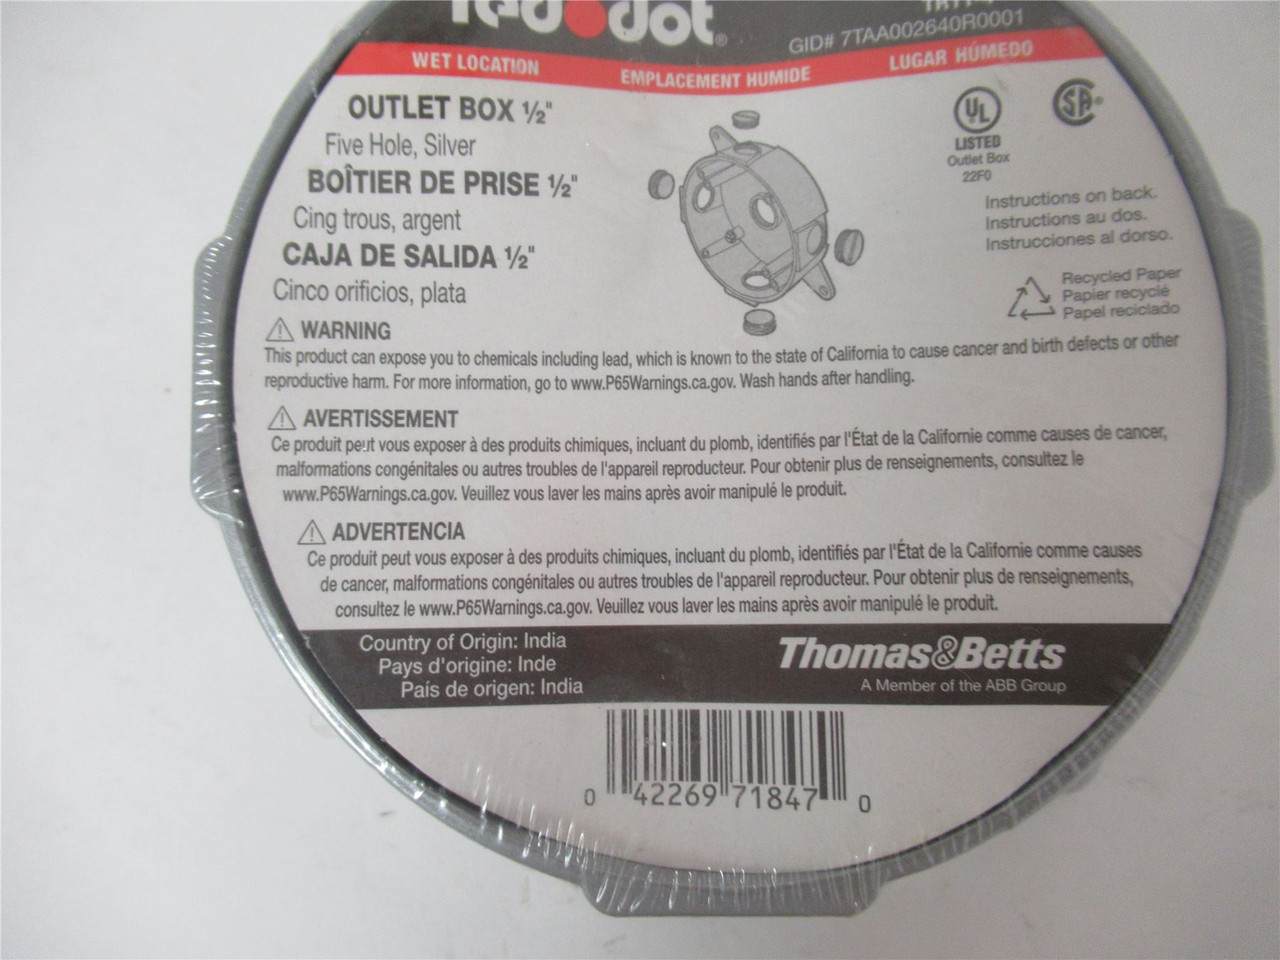 red dot®
GID# 7TAA002640R0001
WET LOCATION
EMPLACEMENT HUMIDE
LUGAR HÚMEDO
OUTLET BOX ½"
Five Hole, Silver
BOÎTIER DE PRISE ½"
Cinq trous, argent
CAJA DE SALIDA ½"
Cinco orificios, plata
UL
LISTED
Outlet Box
22F0
SA®
Instructions on back.
Instructions au dos.
Instrucciones al dorso.
Recycled Paper
Papier recyclé
Papel reciclado
WARNING
This product can expose you to chemicals including lead, which is known to the state of California to cause cancer and birth defects or other
reproductive harm. For more information, go to www.P65Warnings.ca.gov. Wash hands after handling.
AVERTISSEMENT
Ce produit peut vous exposer à des produits chimiques, incluant du plomb, identifiés par l'État de la Californie comme causes de cancer,
malformations congénitales ou autres troubles de l'appareil reproducteur. Pour obtenir plus de renseignements, consultez le
www.P65Warnings.ca.gov. Veuillez vous laver les mains après avoir manipulé le produit.
ADVERTENCIA
Ce produit peut vous exposer à des produits chimiques, incluant du plomb, identifiés par l'État de la Californie comme causes
de cancer, malformations congénitales ou autres troubles de l'appareil reproducteur. Pour obtenir plus de renseignements,
consultez le www.P65Warnings.ca.gov. Veuillez vous laver les mains après avoir manipulé le produit.
Country of Origin: India
Pays d'origine: Inde
País de origen: India
Thomas&Betts
A Member of the ABB Group
0 42269 71847 0